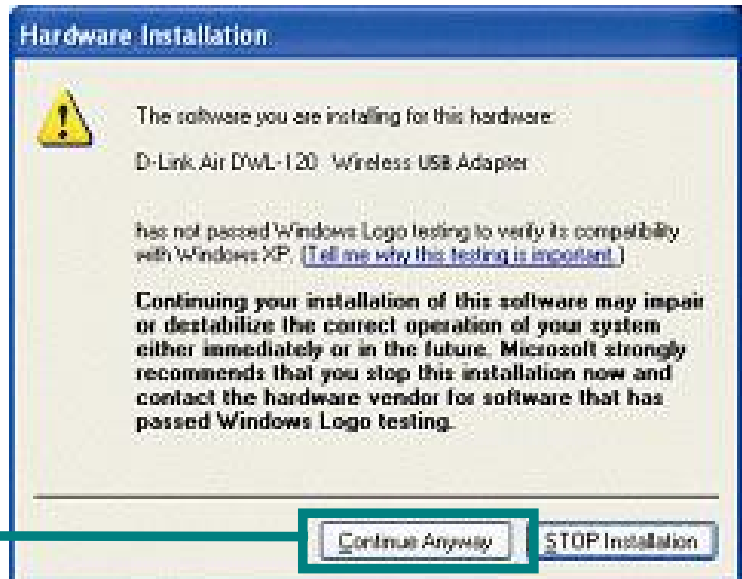 Hardware Installation
The software you are installing for this hardware:
D-Link Air DWL-120 Wireless USB Adapter
has not passed Windows Logo testing to verify its compatibility
with Windows XP. (Tell me why this testing is important.)
Continuing your installation of this software may impair
or destabilize the correct operation of your system
either immediately or in the future. Microsoft strongly
recommends that you stop this installation now and
contact the hardware vendor for software that has
passed Windows Logo testing.
Continue Anyway
STOP Installation